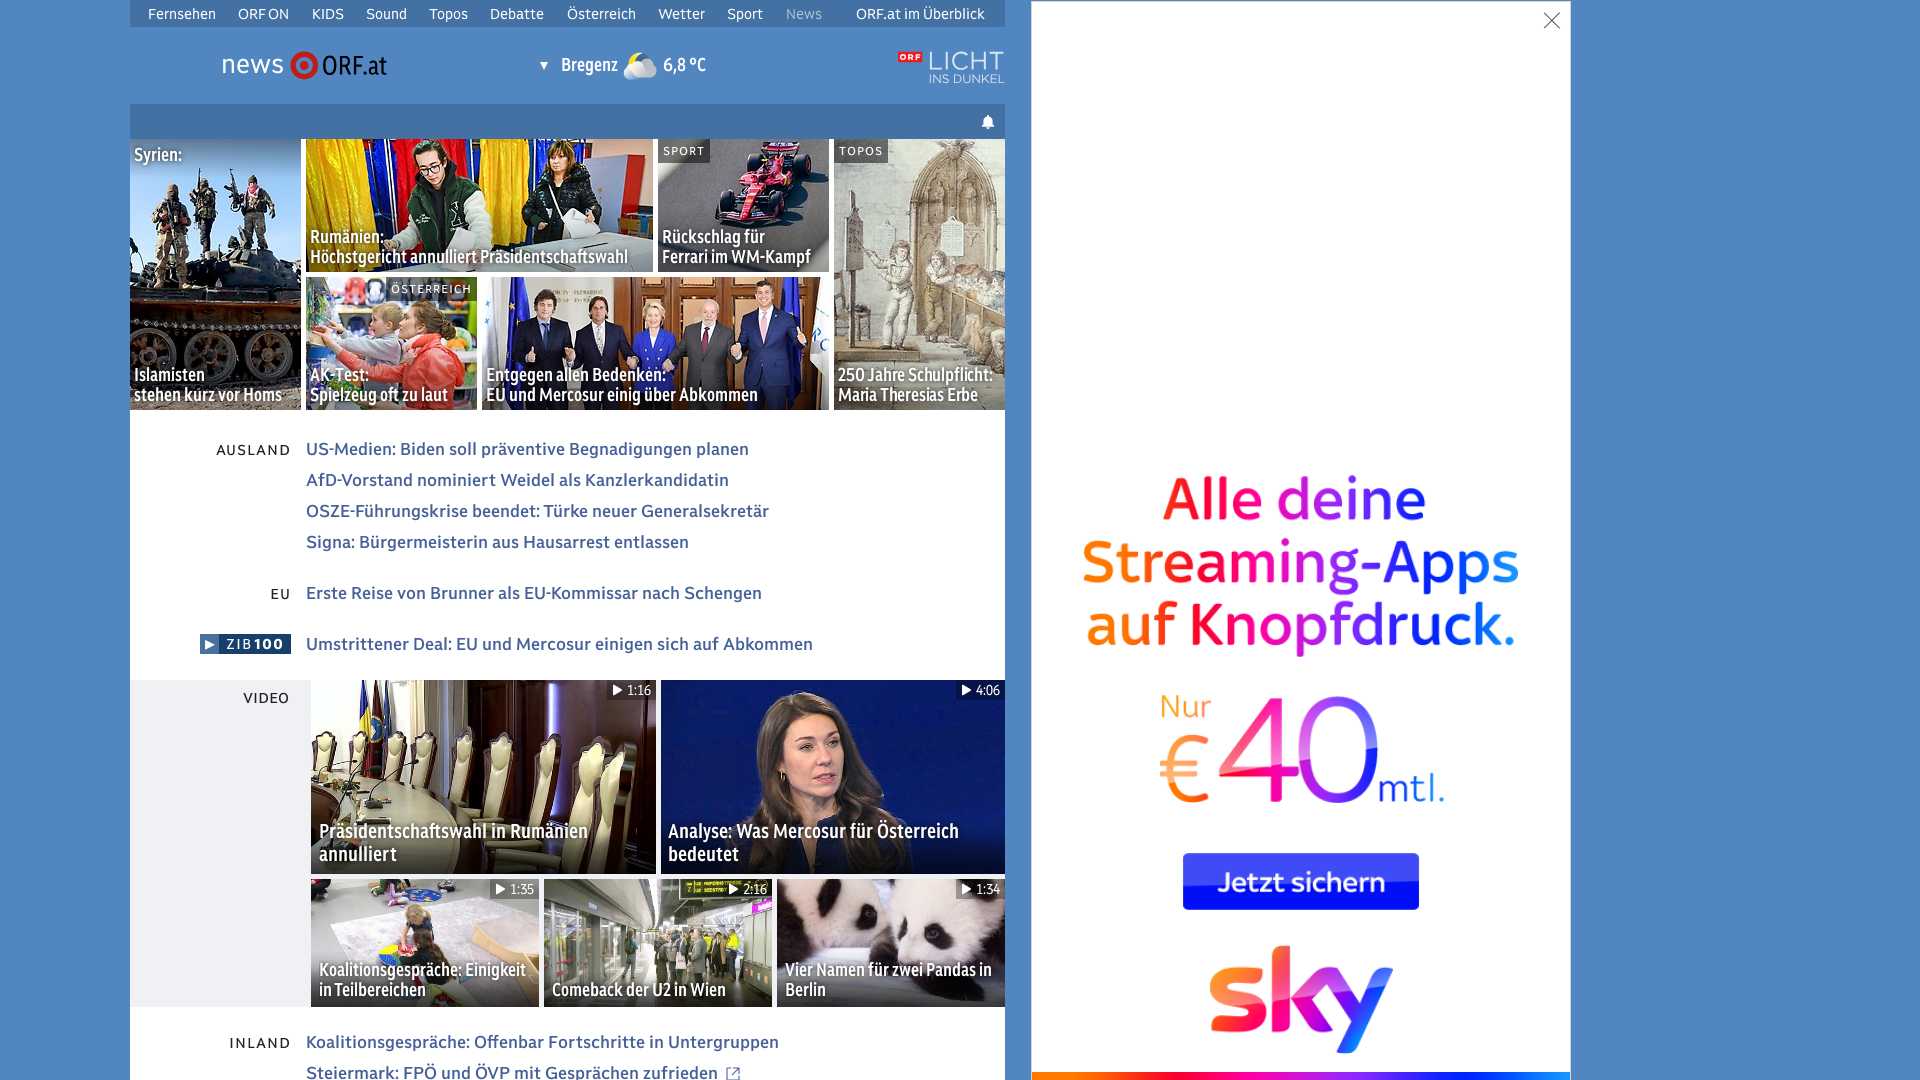 Fernsehen ORF ON KIDS Sound Topos Debatte Österreich Wetter Sport News ORF.at im Überblick
news ORF.at
Bregenz 6,8 °C
ORF LICHT
INS DUNKEL
Syrien:
Islamisten
stehen kurz vor Homs
Rumänien:
Höchstgericht annulliert Präsidentschaftswahl
SPORT
Rückschlag für
Ferrari im WM-Kampf
TOPOS
250 Jahre Schulpflicht:
Maria Theresias Erbe
ÖSTERREICH
AK-Test:
Spielzeug oft zu laut
Entgegen allen Bedenken:
EU und Mercosur einig über Abkommen
AUSLAND US-Medien: Biden soll präventive Begnadigungen planen
AfD-Vorstand nominiert Weidel als Kanzlerkandidatin
OSZE-Führungskrise beendet: Türke neuer Generalsekretär
Signa: Bürgermeisterin aus Hausarrest entlassen
EU Erste Reise von Brunner als EU-Kommissar nach Schengen
ZIB100 Umstrittener Deal: EU und Mercosur einigen sich auf Abkommen
VIDEO
1:16
Präsidentschaftswahl in Rumänien
annulliert
4:06
Analyse: Was Mercosur für Österreich
bedeutet
1:35
Koalitionsgespräche: Einigkeit
in Teilbereichen
2:16
Comeback der U2 in Wien
1:34
Vier Namen für zwei Pandas in
Berlin
INLAND Koalitionsgespräche: Offenbar Fortschritte in Untergruppen
Steiermark: FPÖ und ÖVP mit Gesprächen zufrieden
Alle deine
Streaming-Apps
auf Knopfdruck.
Nur
€40 mtl.
Jetzt sichern
sky